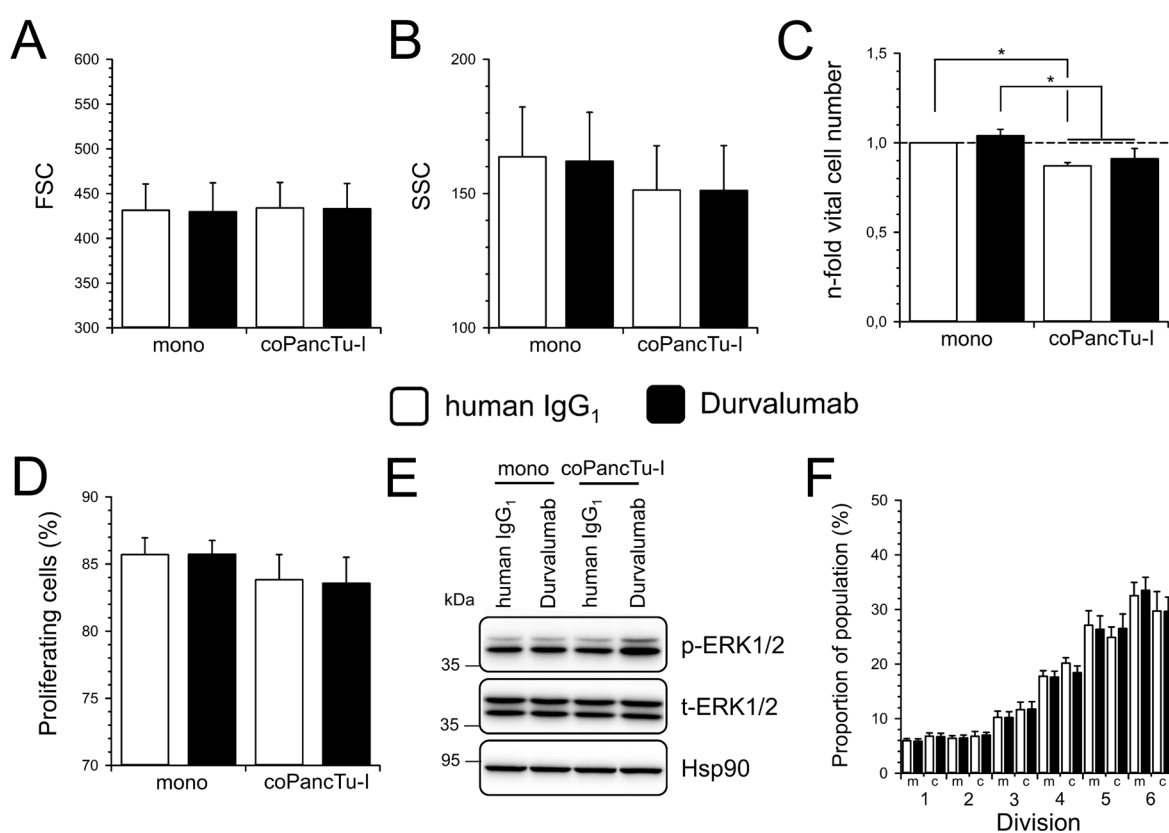 A
600
550
500
450
400
350
300
FSC
mono
coPancTu-I
B
200
150
100
SSC
mono
coPancTu-I
C
1,5
1,0
0,5
0,0
n-fold vital cell number
*
*
mono
coPancTu-I
human IgG₁
Durvalumab
D
90
85
80
75
70
Proliferating cells (%)
mono
coPancTu-I
E
mono
coPancTu-I
human IgG₁
Durvalumab
human IgG₁
Durvalumab
kDa
35
p-ERK1/2
35
t-ERK1/2
95
Hsp90
F
50
40
30
20
10
0
Proportion of population (%)
m c m c m c m c m c m c
1 2 3 4 5 6
Division